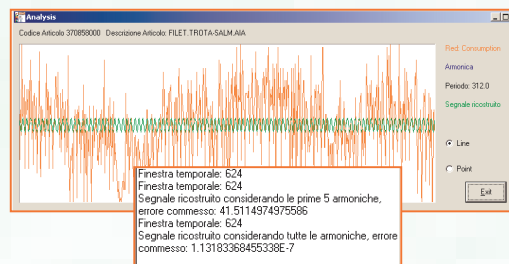 Analysis
Codice Articolo 370858000 Descrizione Articolo: FILET.TROTA-SALM.AIA
Red: Consumption
Armonica
Periodo: 312.0
Segnale ricostruito
Line
Point
Exit
Finestra temporale: 624
Finestra temporale: 624
Segnale ricostruito considerando le prime 5 armoniche,
errore commesso: 41.5114974975586
Finestra temporale: 624
Segnale ricostruito considerando tutte le armoniche, errore
commesso: 1.13183368455338E-7